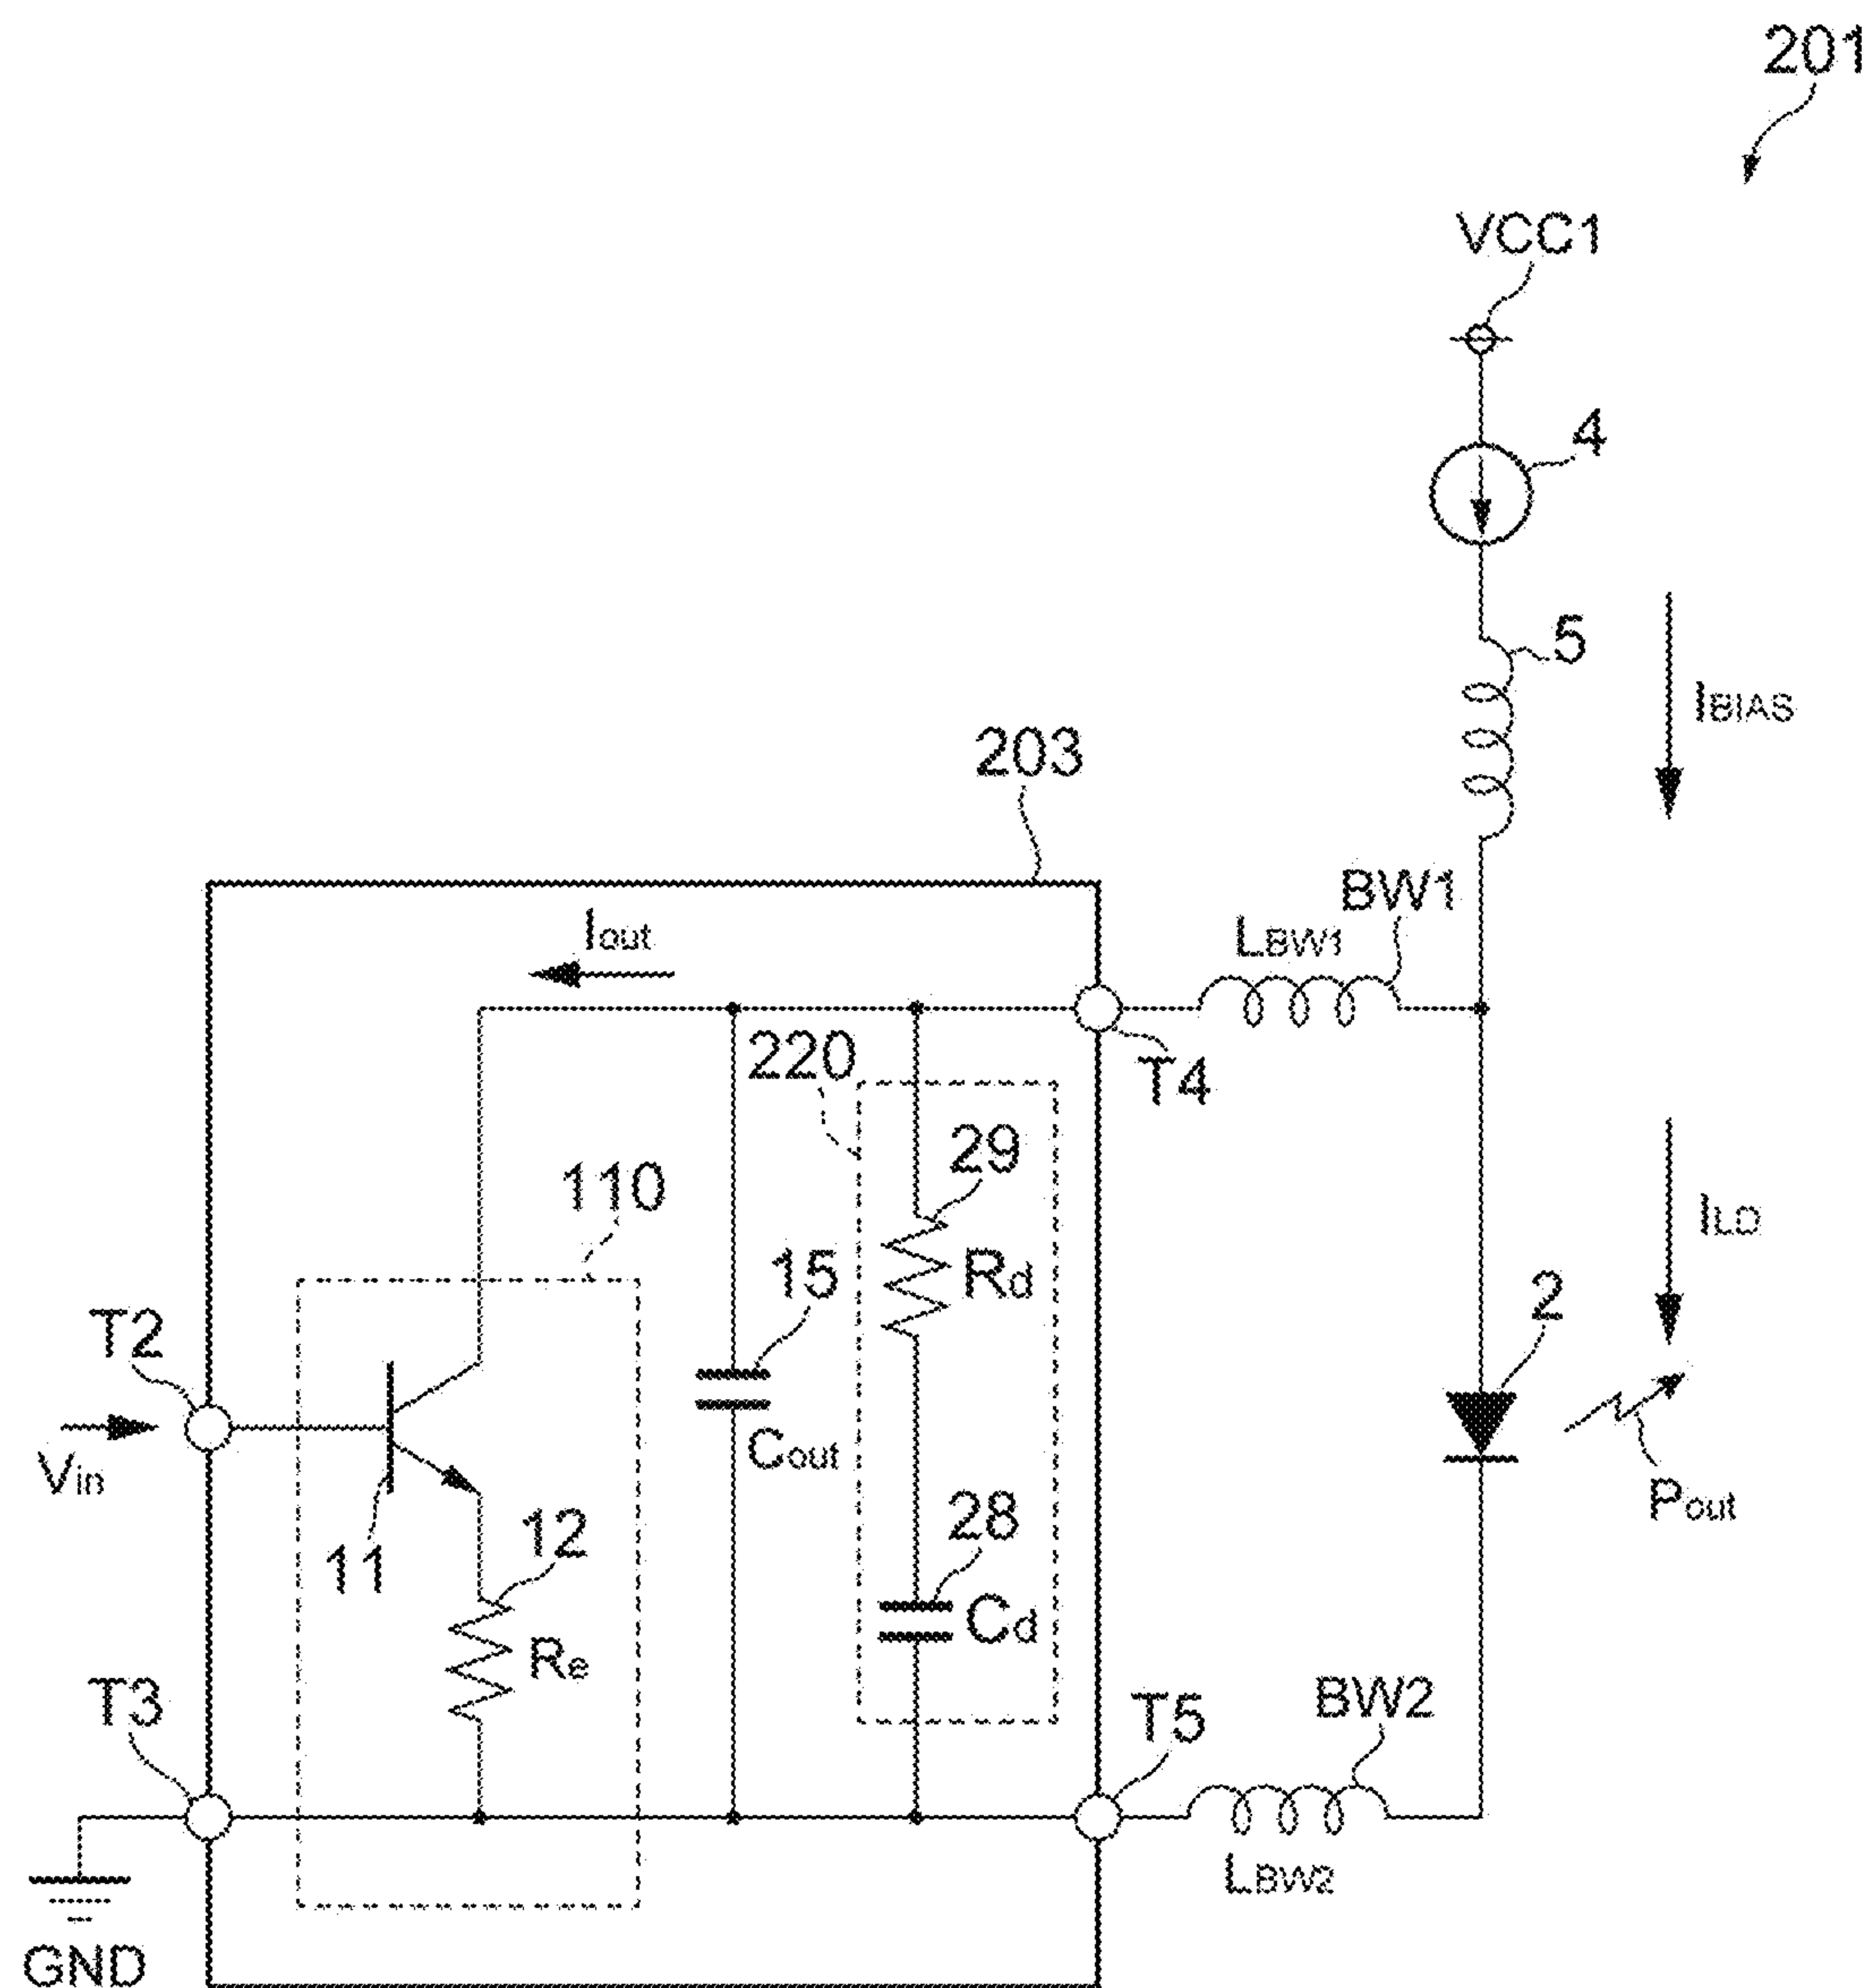 201
VCC1
4
5
IBIAS
203
BW1
Iout
LBW1
220
T4
29
110
ILD
15
Rd
2
T2
Vin
Cout
Pout
28
12
11
Cd
Re
T3
T5
BW2
LBW2
GND